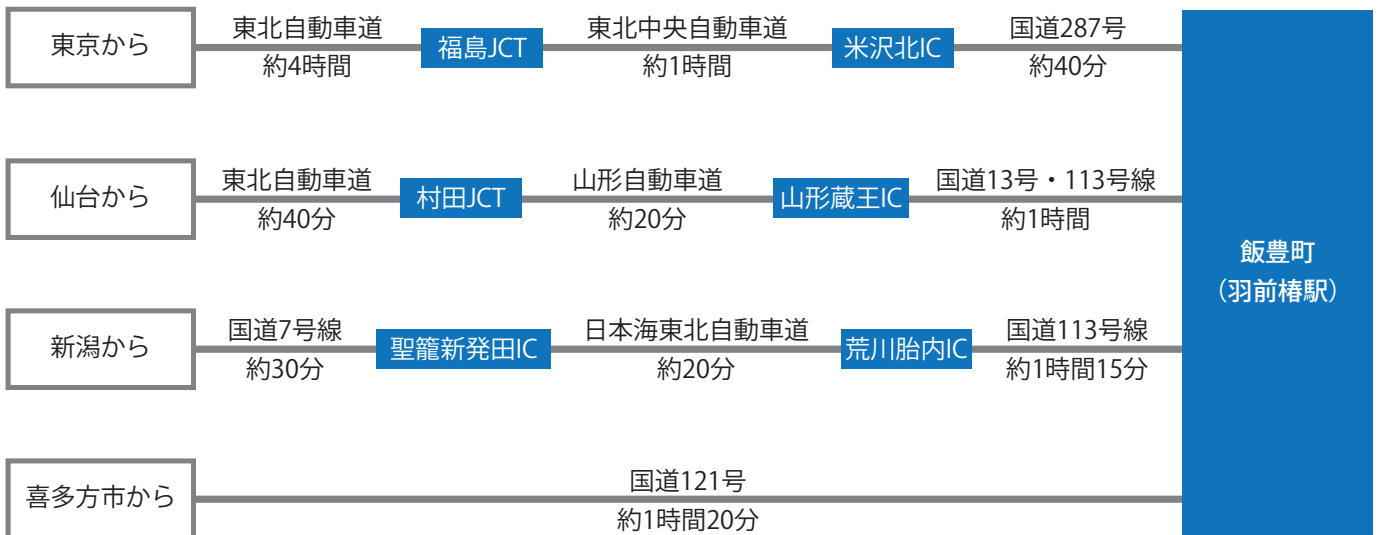 東京から
東北自動車道
約4時間
福島JCT
東北中央自動車道
約1時間
米沢北IC
国道287号
約40分
仙台から
東北自動車道
約40分
村田JCT
山形自動車道
約20分
山形蔵王IC
国道13号・113号線
約1時間
新潟から
国道7号線
約30分
聖籠新発田IC
日本海東北自動車道
約20分
荒川胎内IC
国道113号線
約1時間15分
喜多方市から
国道121号
約1時間20分
飯豊町
（羽前椿駅）